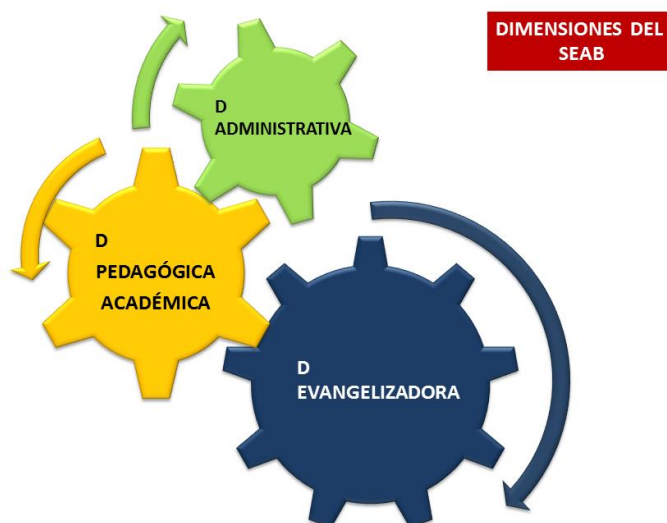 DIMENSIONES DEL
SEAB
D
ADMINISTRATIVA
D
PEDAGÓGICA
ACADÉMICA
D
EVANGELIZADORA